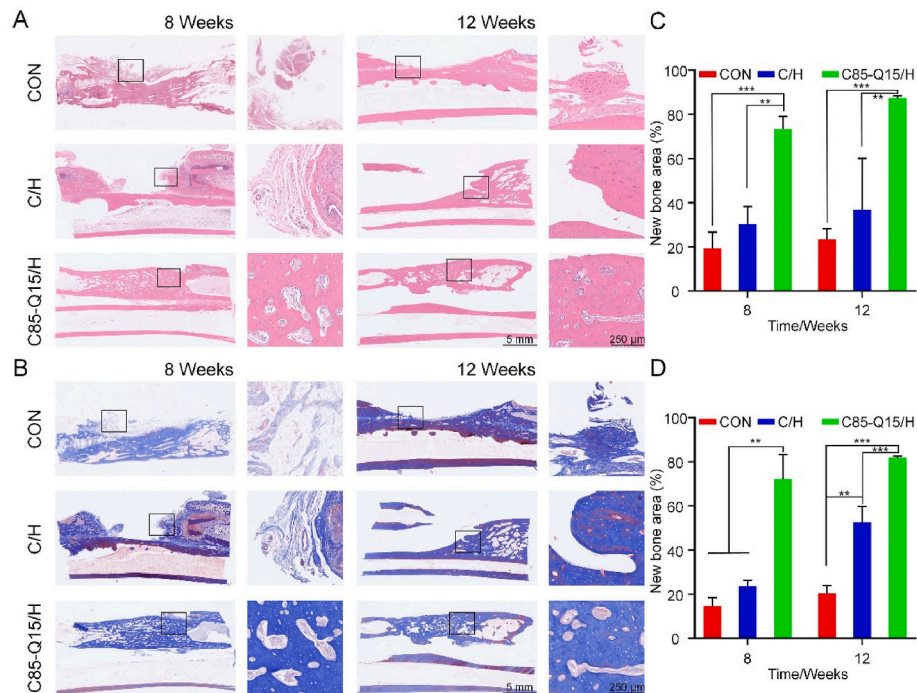 A
8 Weeks
12 Weeks
CON
C/H
C85-Q15/H
5 mm
250 μm
B
8 Weeks
12 Weeks
CON
C/H
C85-Q15/H
5 mm
250 μm
C
CON C/H C85-Q15/H
New bone area (%)
100
80
60
40
20
0
***
**
***
**
8 12
Time/Weeks
D
CON C/H C85-Q15/H
New bone area (%)
100
80
60
40
20
0
**
***
***
**
8 12
Time/Weeks